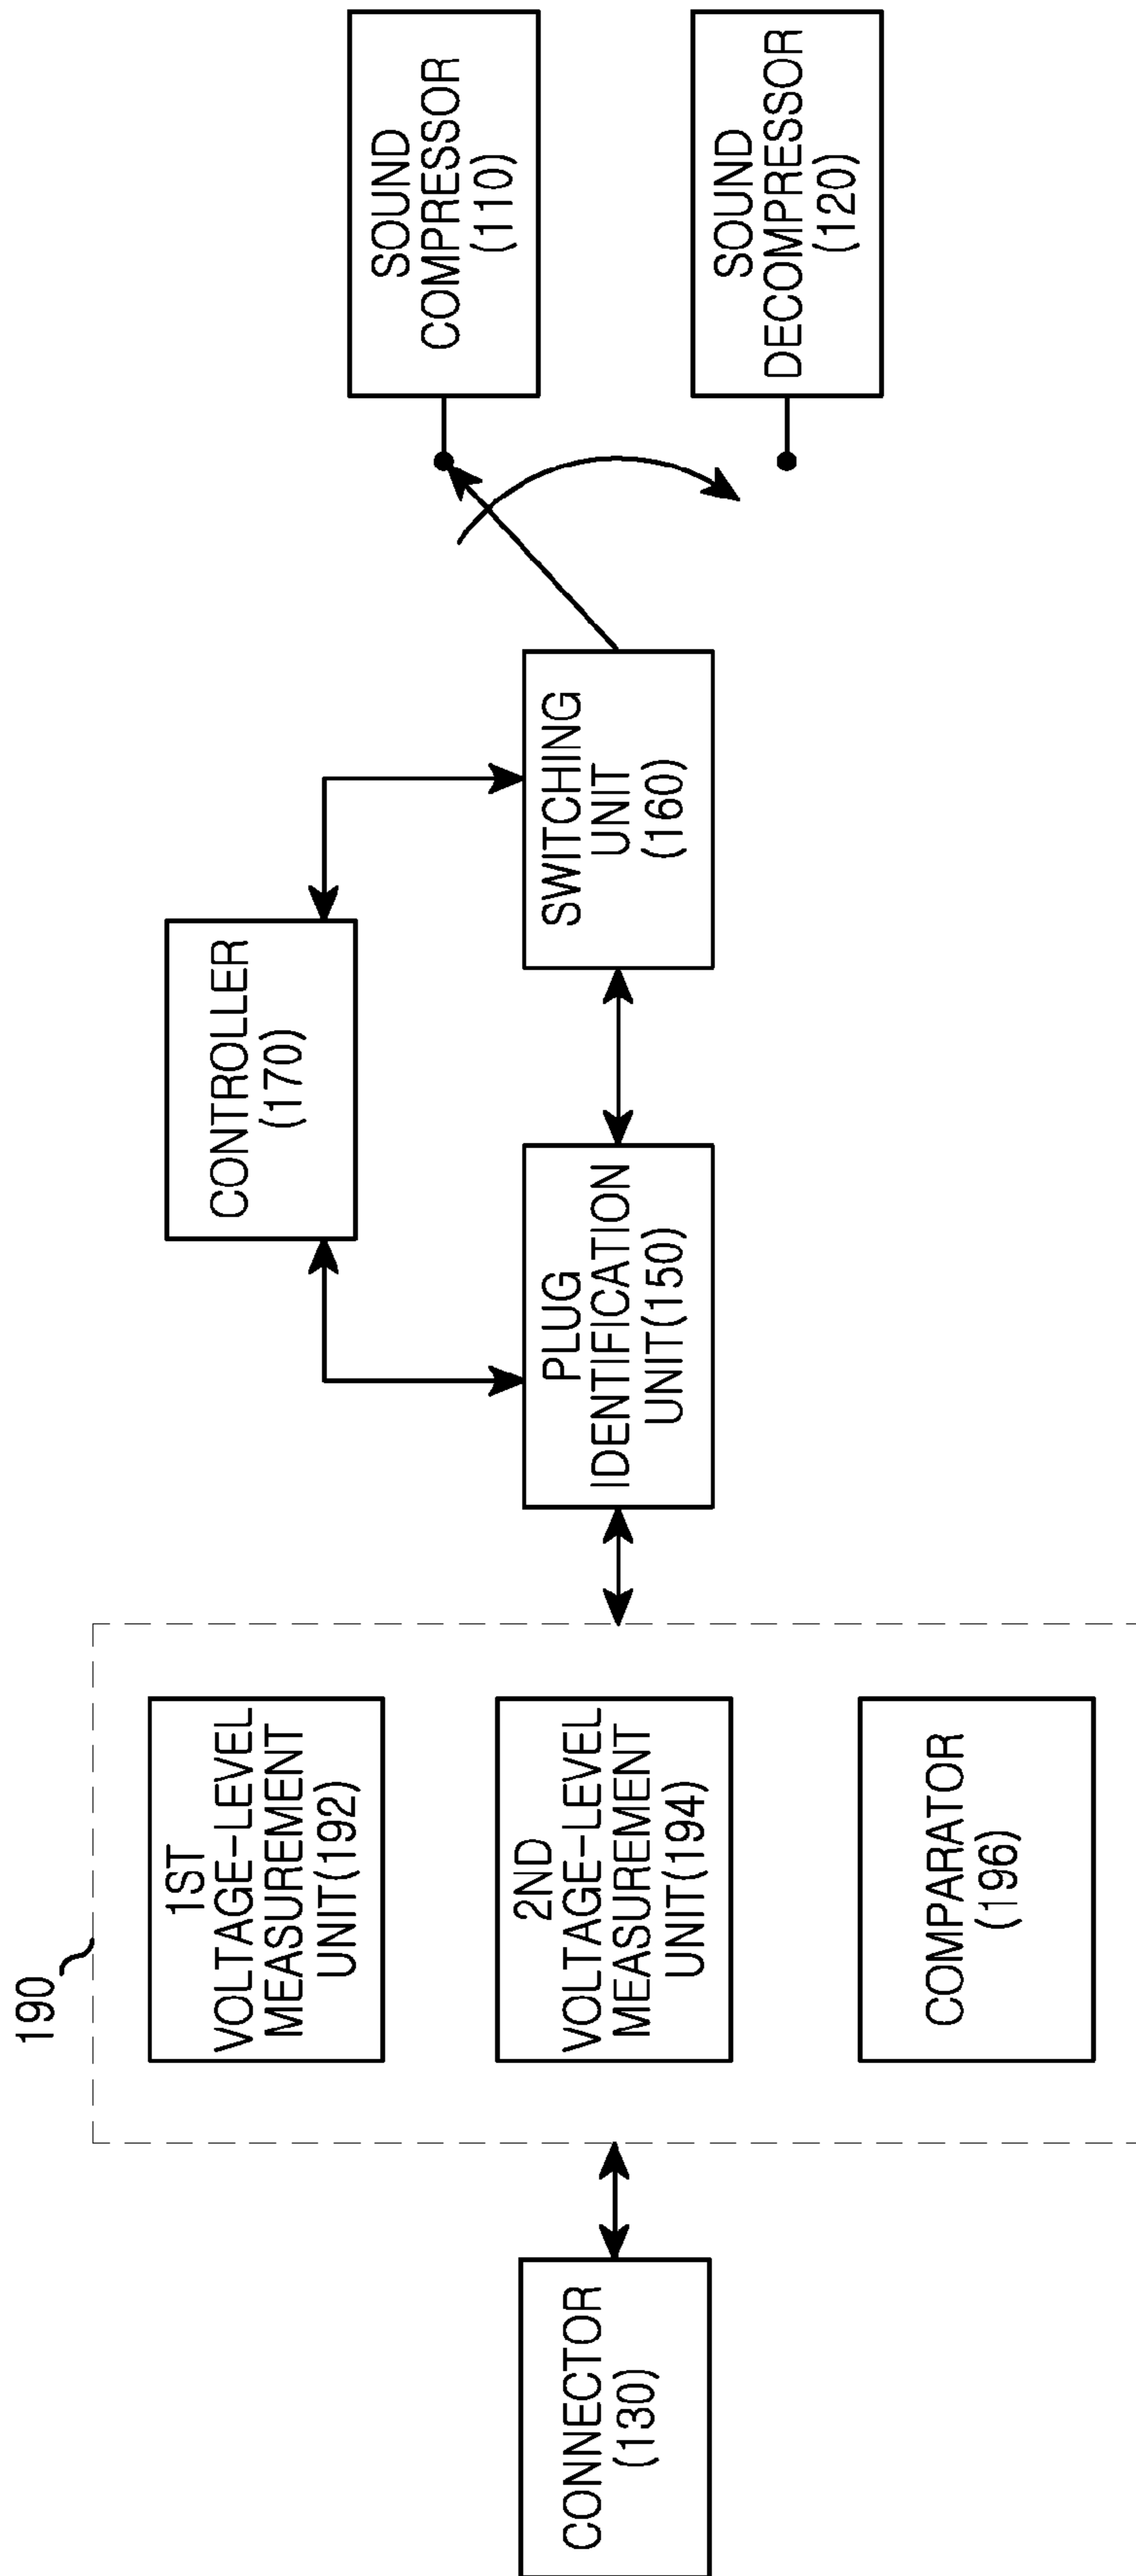 190
CONNECTOR
(130)
1ST
VOLTAGE-LEVEL
MEASUREMENT
UNIT(192)
2ND
VOLTAGE-LEVEL
MEASUREMENT
UNIT(194)
COMPARATOR
(196)
PLUG
IDENTIFICATION
UNIT(150)
CONTROLLER
(170)
SWITCHING
UNIT
(160)
SOUND
COMPRESSOR
(110)
SOUND
DECOMPRESSOR
(120)